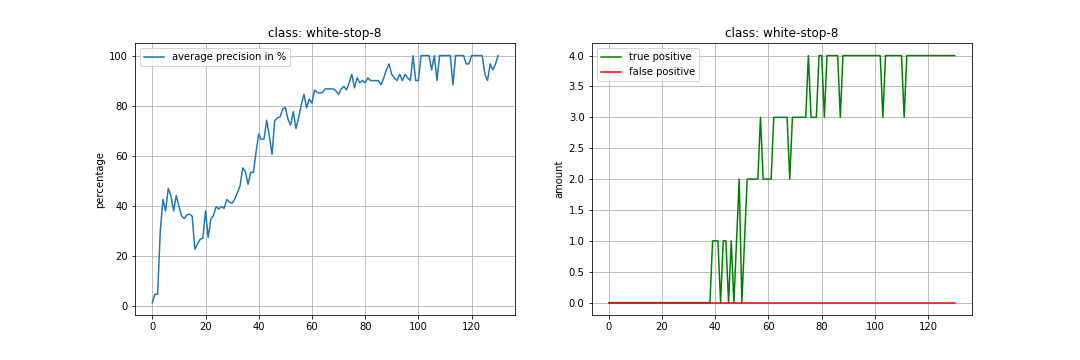 class: white-stop-8
average precision in %
percentage
100
80
60
40
20
0
0 20 40 60 80 100 120
class: white-stop-8
true positive
false positive
amount
4.0
3.5
3.0
2.5
2.0
1.5
1.0
0.5
0.0
0 20 40 60 80 100 120